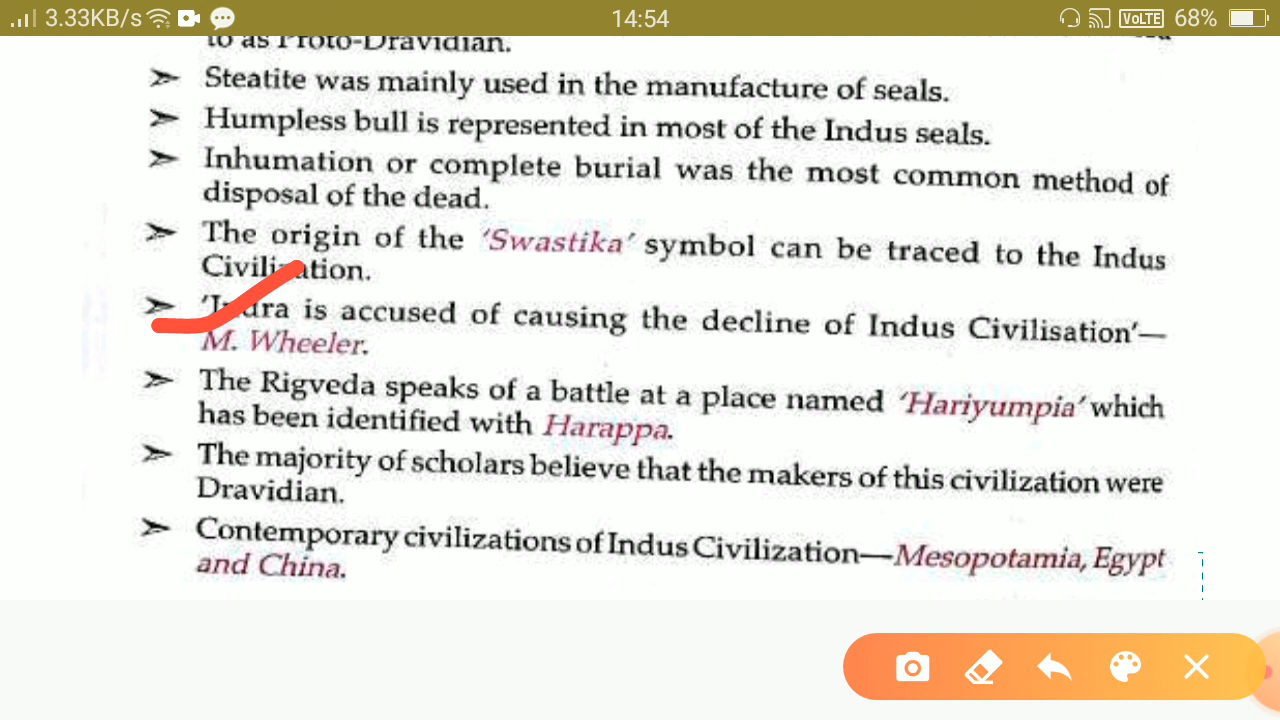 3.33KB/s 14:54 VoLTE 68%
to as Proto-Dravidian.
➢ Steatite was mainly used in the manufacture of seals.
➢ Humpless bull is represented in most of the Indus seals.
➢ Inhumation or complete burial was the most common method of
disposal of the dead.
➢ The origin of the 'Swastika' symbol can be traced to the Indus
Civilization.
➢ 'Indra is accused of causing the decline of Indus Civilisation'—
M. Wheeler.
➢ The Rigveda speaks of a battle at a place named 'Hariyumpia' which
has been identified with Harappa.
➢ The majority of scholars believe that the makers of this civilization were
Dravidian.
➢ Contemporary civilizations of Indus Civilization—Mesopotamia, Egypt
and China.